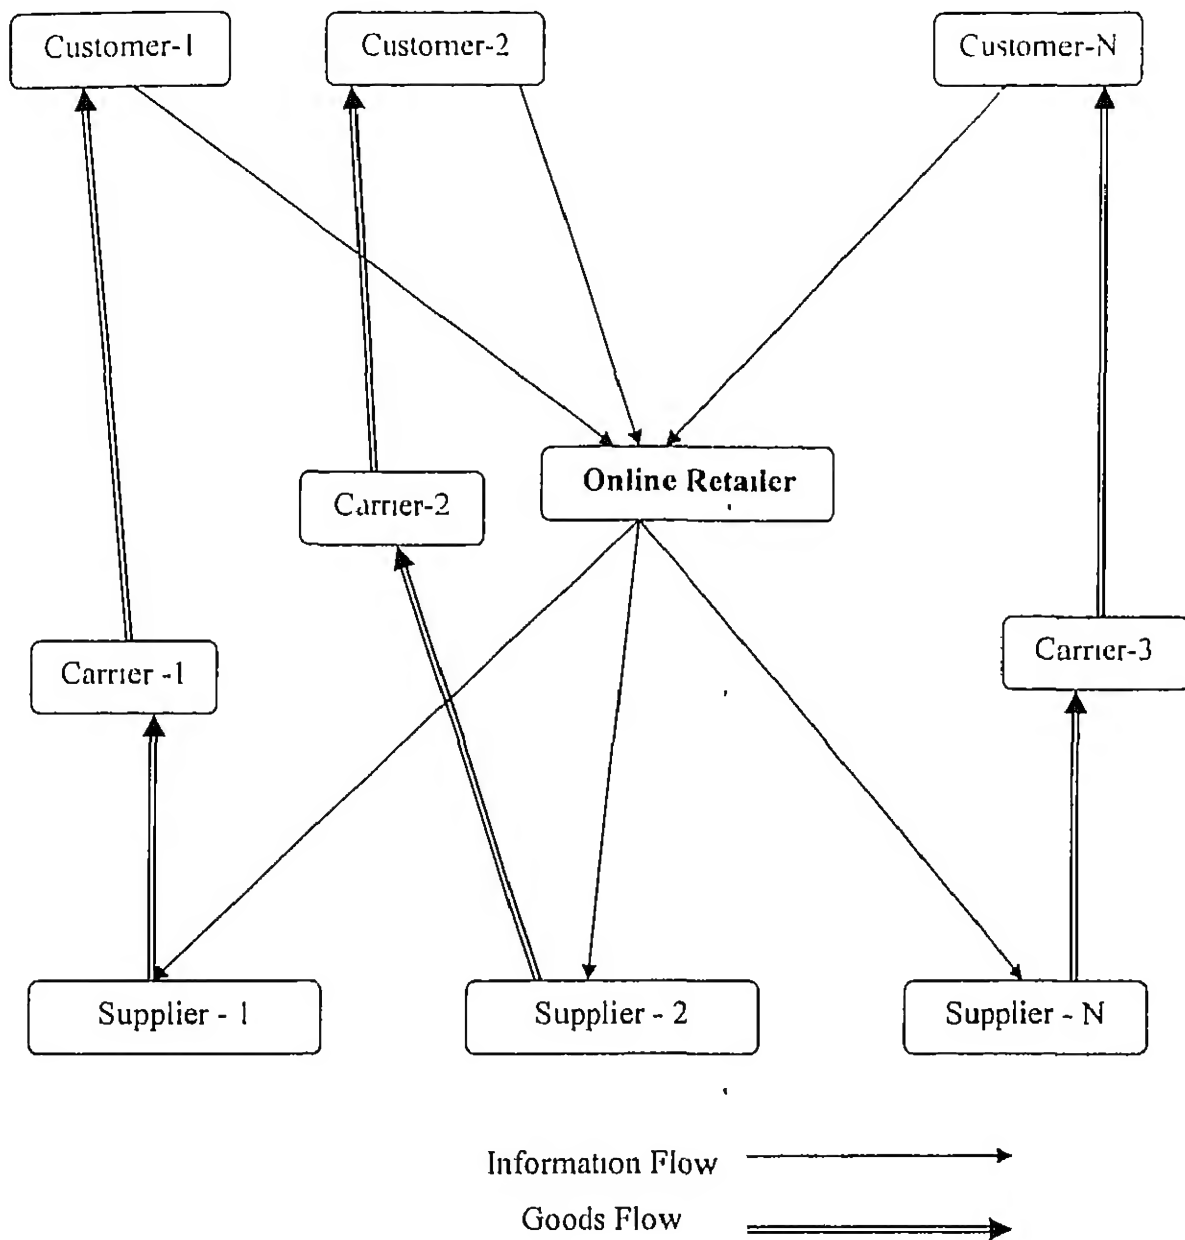 Customer-1
Customer-2
Customer-N
Online Retailer
Carrier-2
Carrier -1
Carrier-3
Supplier - 1
Supplier - 2
Supplier - N
Information Flow
Goods Flow